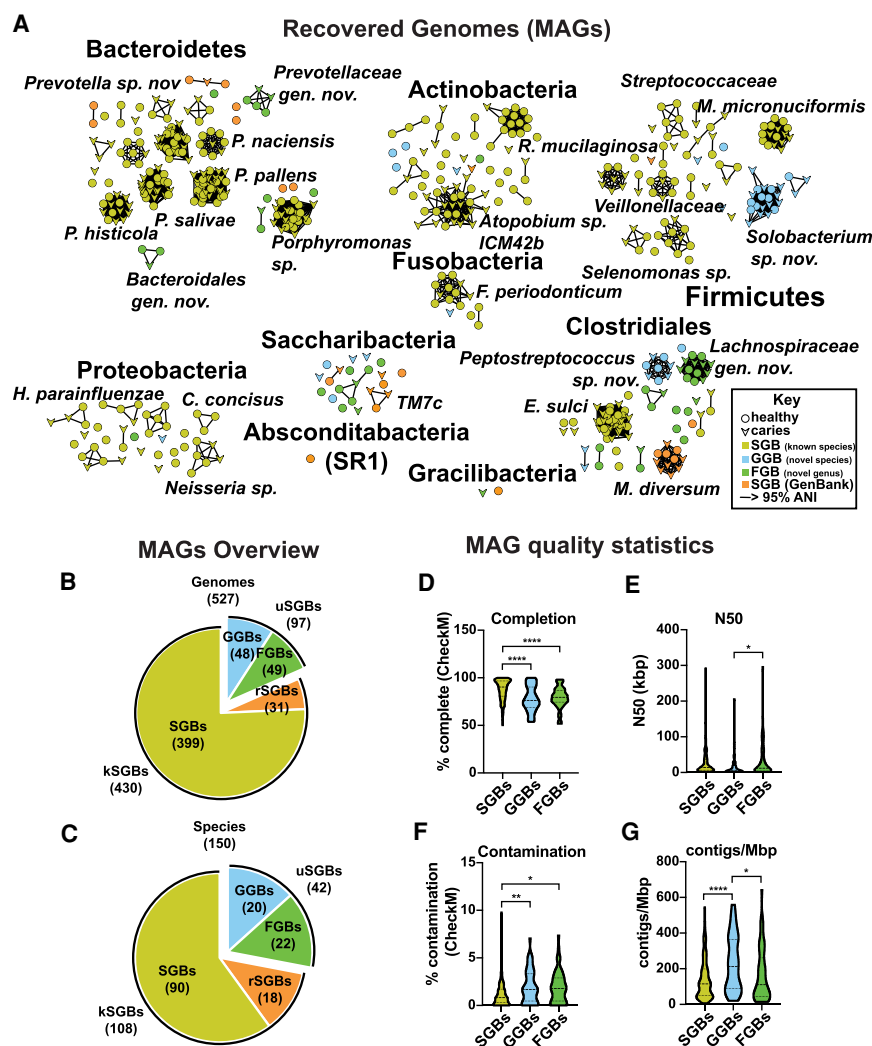 A
Recovered Genomes (MAGs)
Bacteroidetes
Prevotella sp. nov
Prevotellaceae
gen. nov.
P. naciensis
P. pallens
P. salivae
P. histicola
Porphyromonas
sp.
Bacteroidales
gen. nov.
Actinobacteria
R. mucilaginosa
Atopobium sp.
ICM42b
Streptococcaceae
M. micronuciformis
Veillonellaceae
Solobacterium
sp. nov.
Selenomonas sp.
Firmicutes
Fusobacteria
F. periodonticum
Clostridiales
Peptostreptococcus
sp. nov.
Lachnospiraceae
gen. nov.
E. sulci
M. diversum
Saccharibacteria
TM7c
Proteobacteria
H. parainfluenzae
C. concisus
Neisseria sp.
Absconditabacteria
(SR1)
Gracilibacteria
Key
healthy
caries
SGB (known species)
GGB (novel species)
FGB (novel genus)
SGB (GenBank)
> 95% ANI
MAGs Overview
B
Genomes
(527)
uSGBs
(97)
GGBs
(48)
FGBs
(49)
rSGBs
(31)
SGBs
(399)
kSGBs
(430)
C
Species
(150)
uSGBs
(42)
GGBs
(20)
FGBs
(22)
rSGBs
(18)
SGBs
(90)
kSGBs
(108)
MAG quality statistics
D
Completion
% complete (CheckM)
150
100
50
0
****
****
SGBs
GGBs
FGBs
E
N50
N50 (kbp)
400
300
200
100
0
*
SGBs
GGBs
FGBs
F
Contamination
% contamination
(CheckM)
15
10
5
0
*
**
SGBs
GGBs
FGBs
G
contigs/Mbp
contigs/Mbp
800
600
400
200
0
****
*
SGBs
GGBs
FGBs